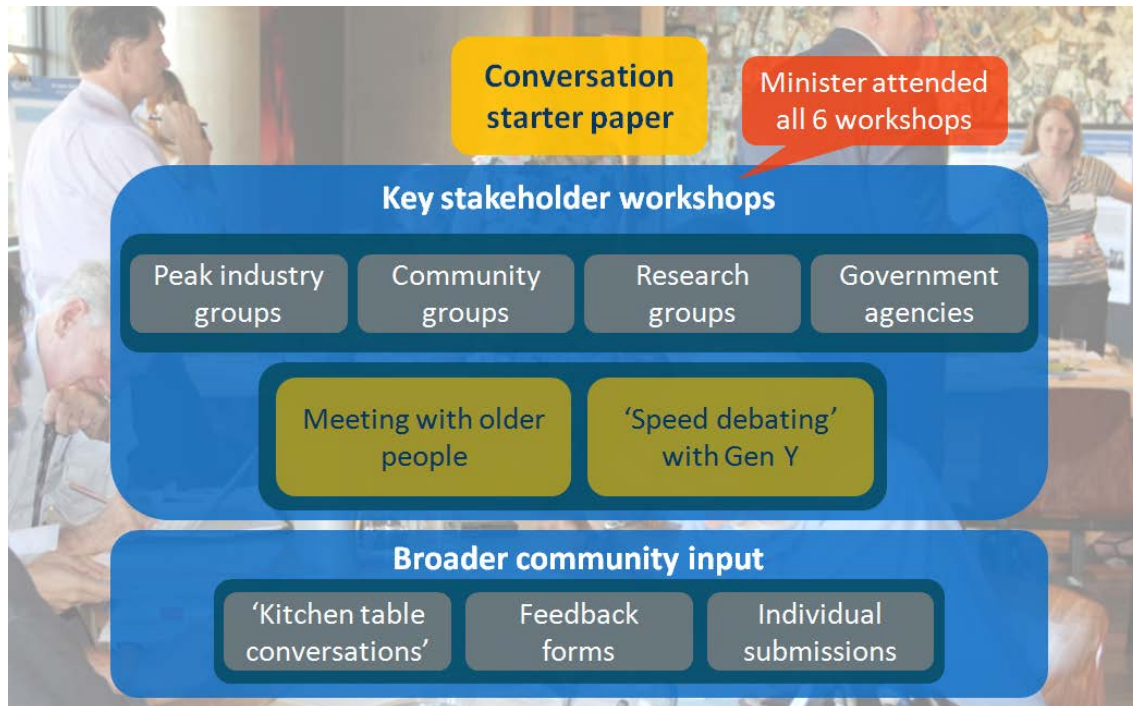 Conversation
starter paper
Minister attended
all 6 workshops
Key stakeholder workshops
Peak industry
groups
Community
groups
Research
groups
Government
agencies
Meeting with older
people
‘Speed debating’
with Gen Y
Broader community input
‘Kitchen table
conversations’
Feedback
forms
Individual
submissions